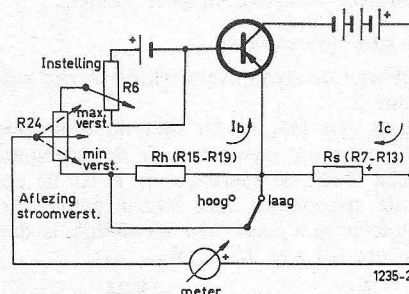 +
+
Instelling
R6
R24
max.
verst.
min
verst.
Ib
Ic
Rh (R15-R19)
Rs (R7-R13)
+
Aflezing
stroomverst.
hoog
laag
+
meter
1235-2